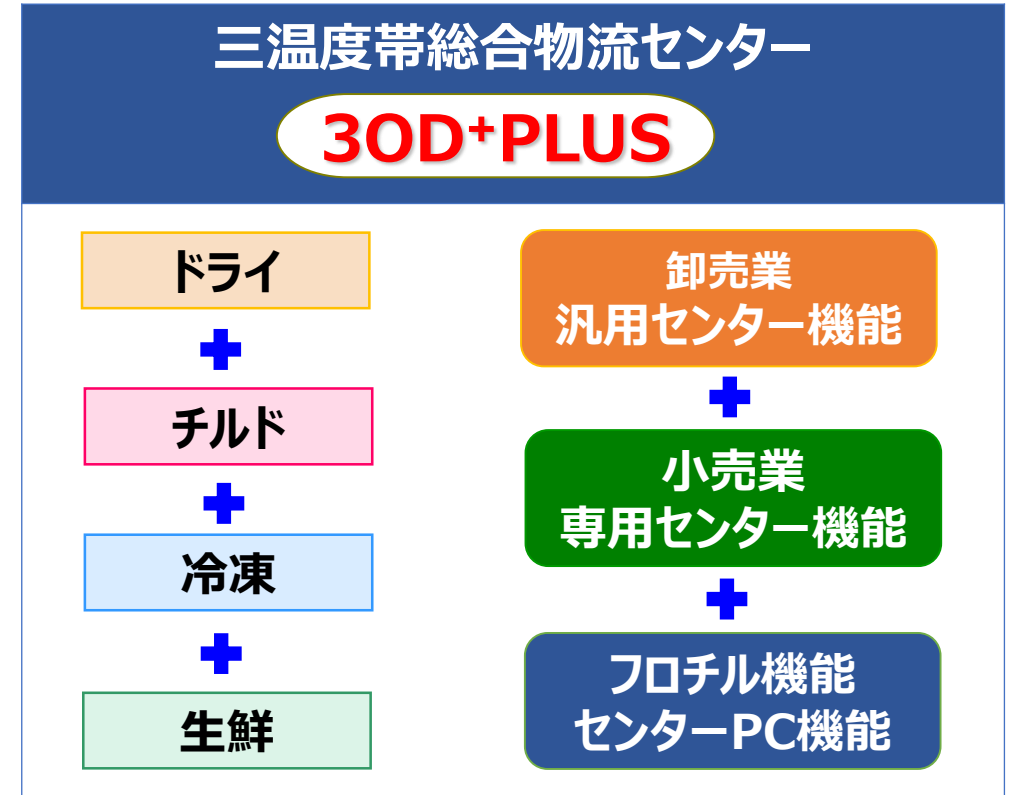 三温度帯総合物流センター
3OD⁺PLUS
ドライ
チルド
冷凍
生鮮
卸売業
汎用センター機能
小売業
専用センター機能
フロチル機能
センターPC機能